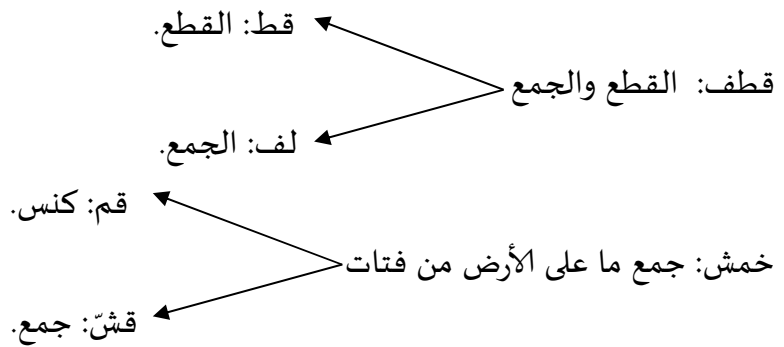 قط: القطع.
قطف: القطع والجمع
لف: الجمع.
قم: كنس.
خمش: جمع ما على الأرض من فتات
قشّ: جمع.